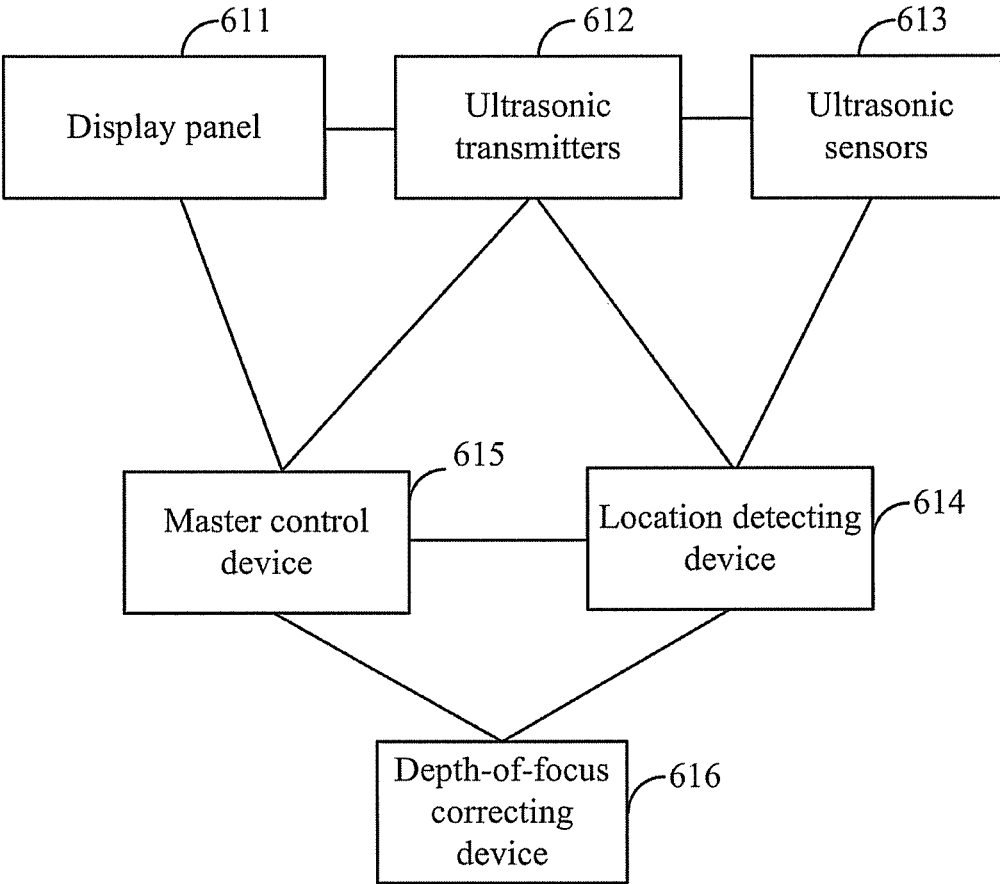 611
612
613
Display panel
Ultrasonic
transmitters
Ultrasonic
sensors
615
614
Master control
device
Location detecting
device
Depth-of-focus
correcting
device
616